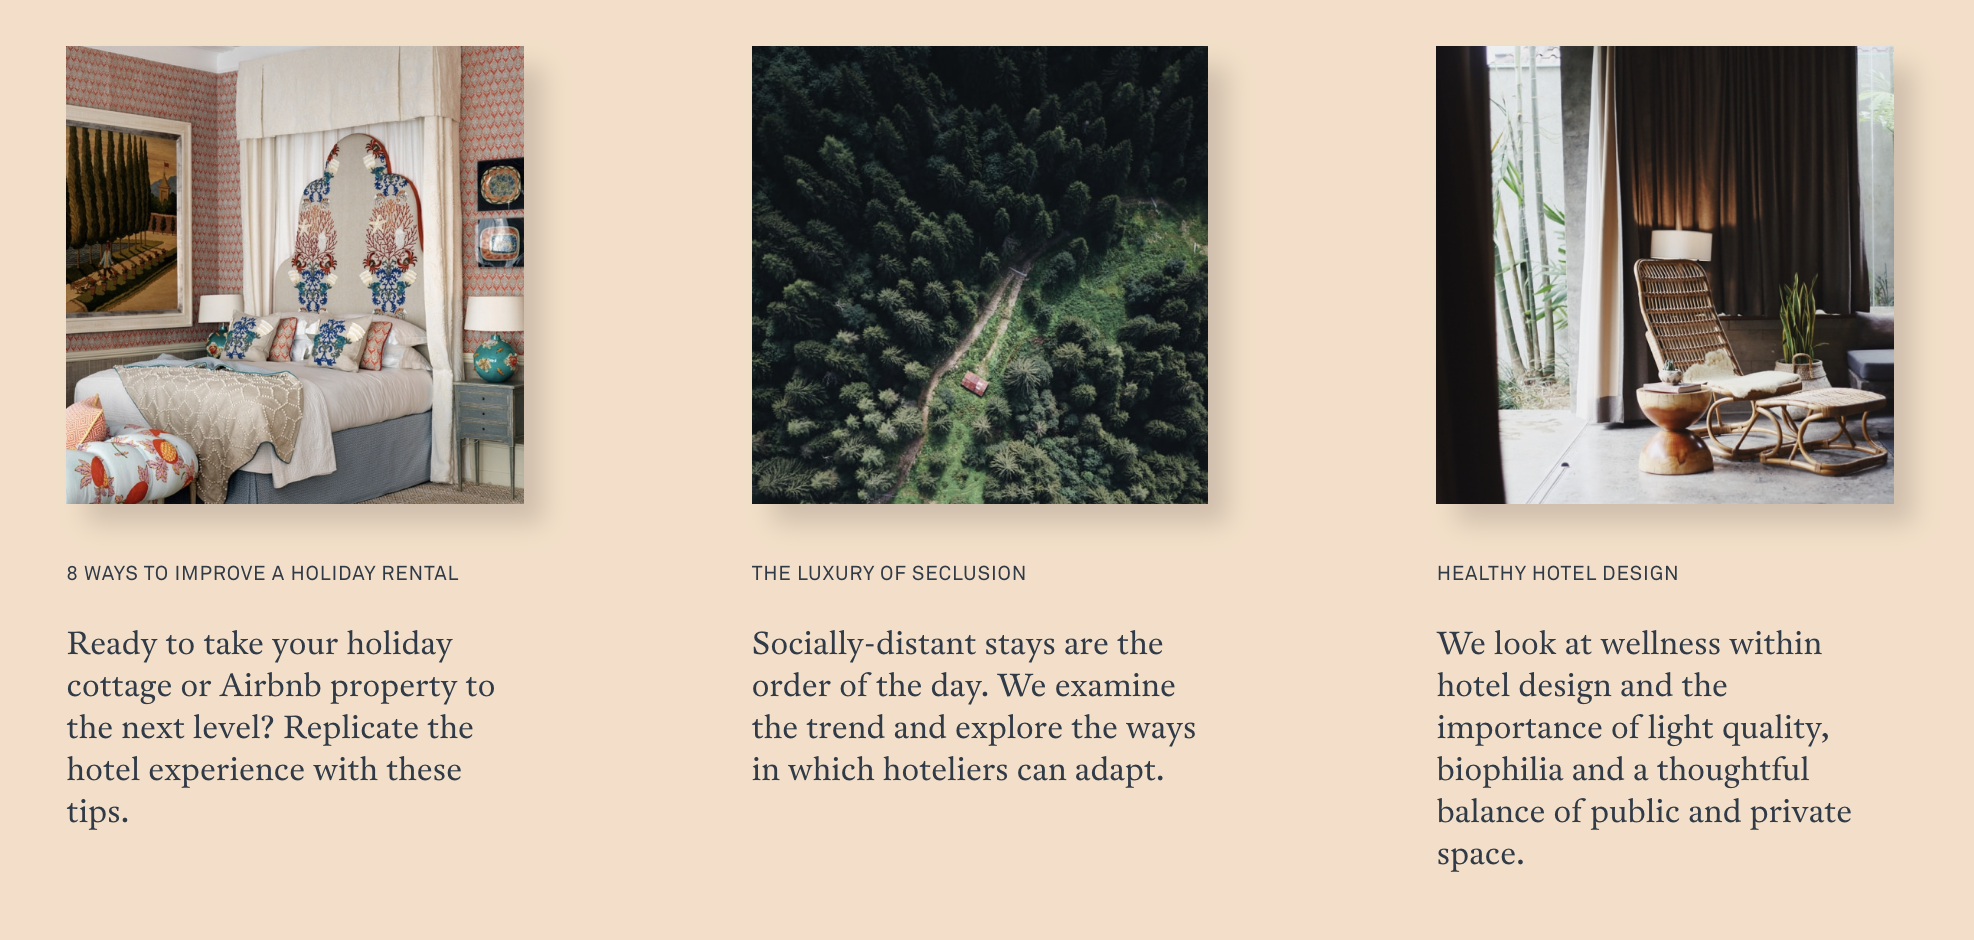 8 WAYS TO IMPROVE A HOLIDAY RENTAL
Ready to take your holiday
cottage or Airbnb property to
the next level? Replicate the
hotel experience with these
tips.
THE LUXURY OF SECLUSION
Socially-distant stays are the
order of the day. We examine
the trend and explore the ways
in which hoteliers can adapt.
HEALTHY HOTEL DESIGN
We look at wellness within
hotel design and the
importance of light quality,
biophilia and a thoughtful
balance of public and private
space.